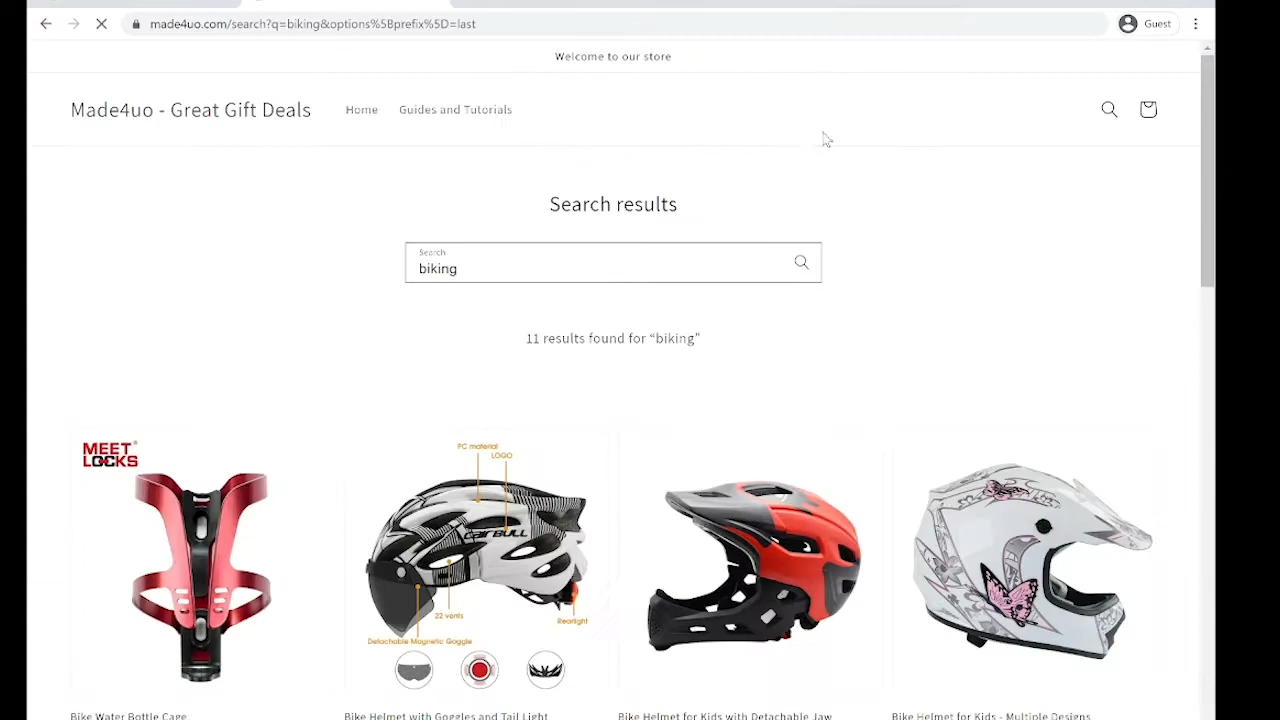 made4uo.com/search?q=biking&options%5Bprefix%5D=last
Guest
Welcome to our store
Made4uo - Great Gift Deals
Home
Guides and Tutorials
Search results
Search
biking
11 results found for “biking”
MEET
LOCKS
PC material
LOGO
CAIRBULL
22 vents
Rearlight
Detachable Magnetic Goggle
Bike Water Bottle Cage
Bike Helmet with Goggles and Tail Light
Bike Helmet for Kids with Detachable Jaw
Bike Helmet for Kids - Multiple Designs